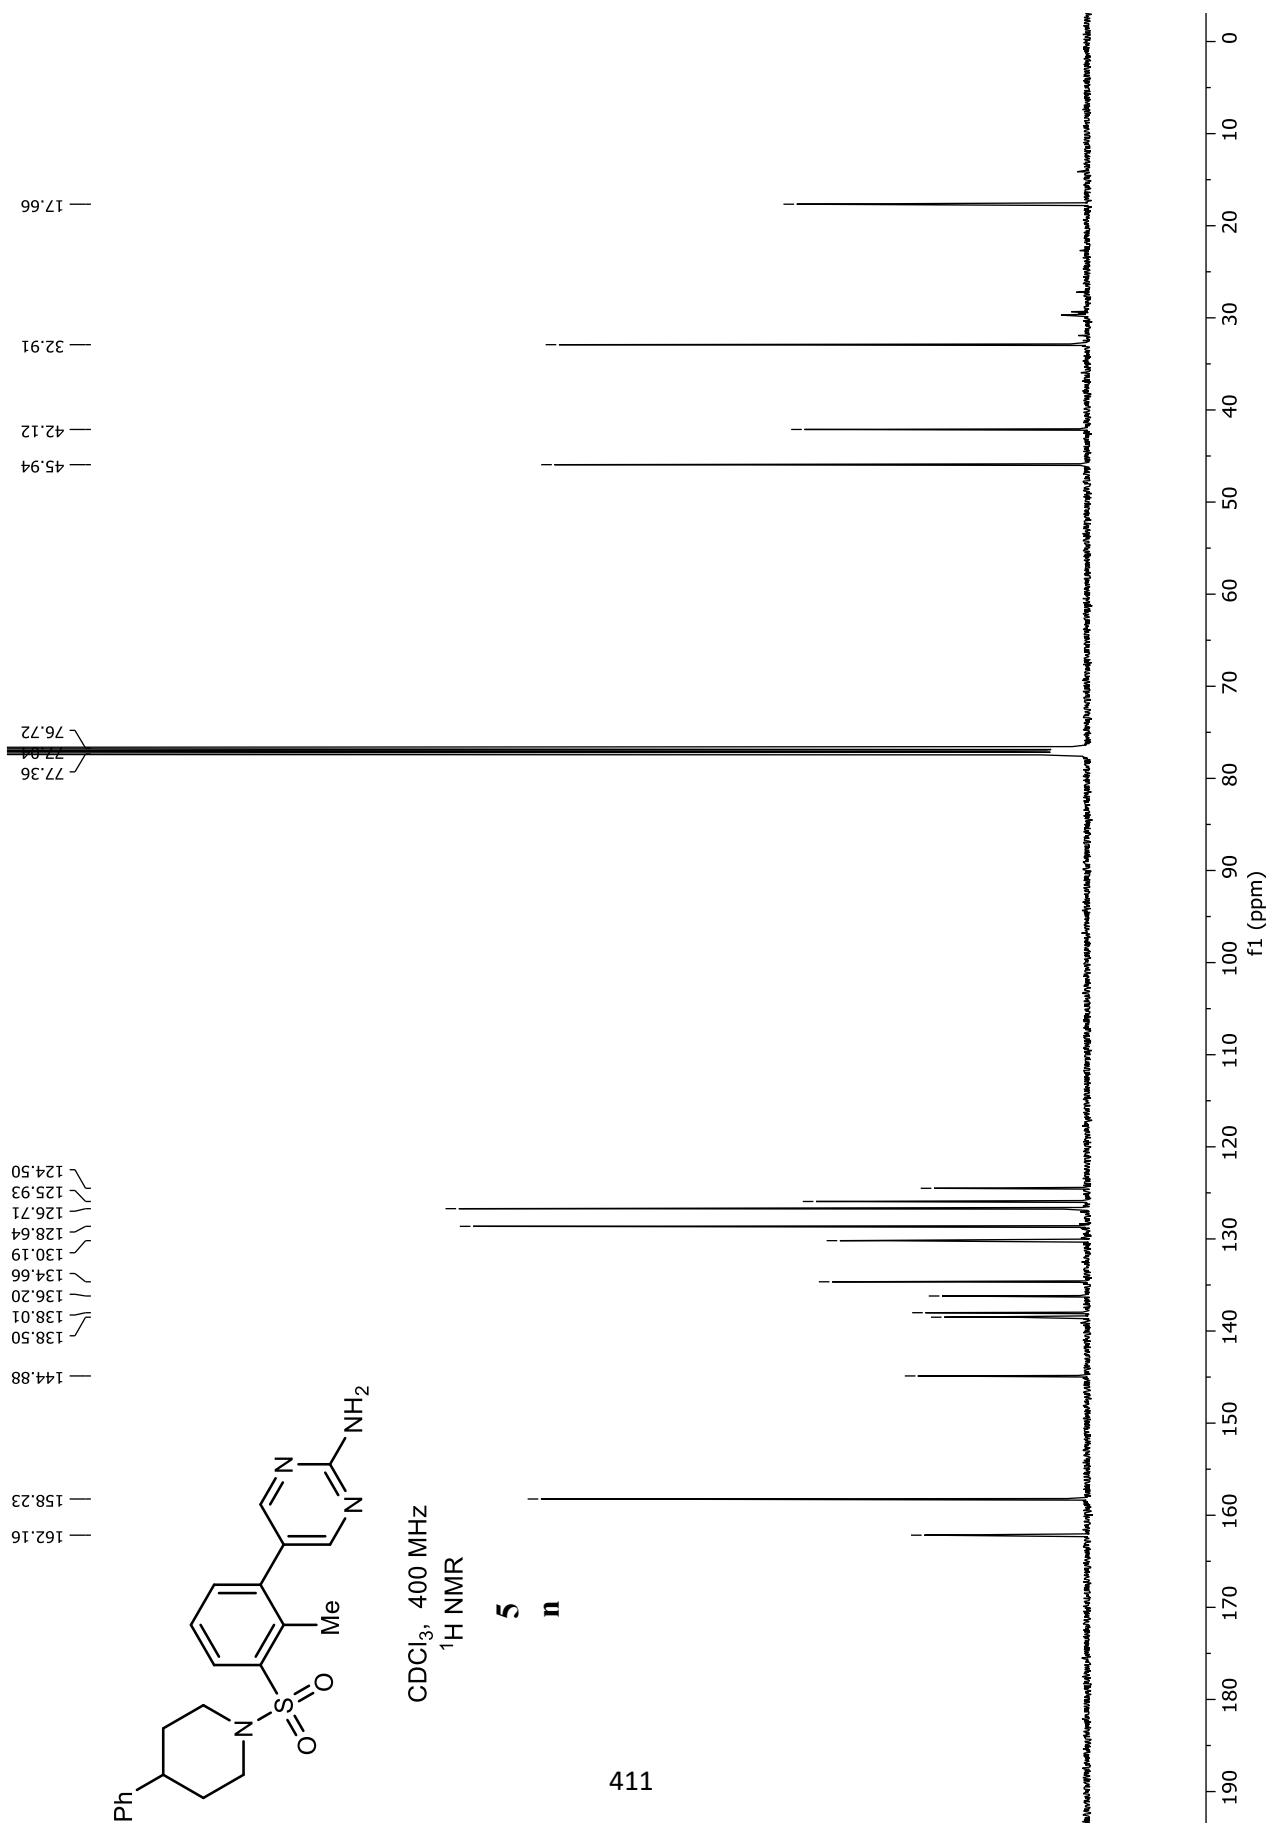 162.16
158.23
144.88
138.50
138.01
136.20
134.66
130.19
128.64
126.71
125.93
124.50
77.36
77.04
76.72
45.94
42.12
32.91
17.66
Ph
N
S
O
O
Me
N
N
NH₂
CDCl₃, 400 MHz
¹H NMR
5
n
190 180 170 160 150 140 130 120 110 100 90 80 70 60 50 40 30 20 10 0
f1 (ppm)
411